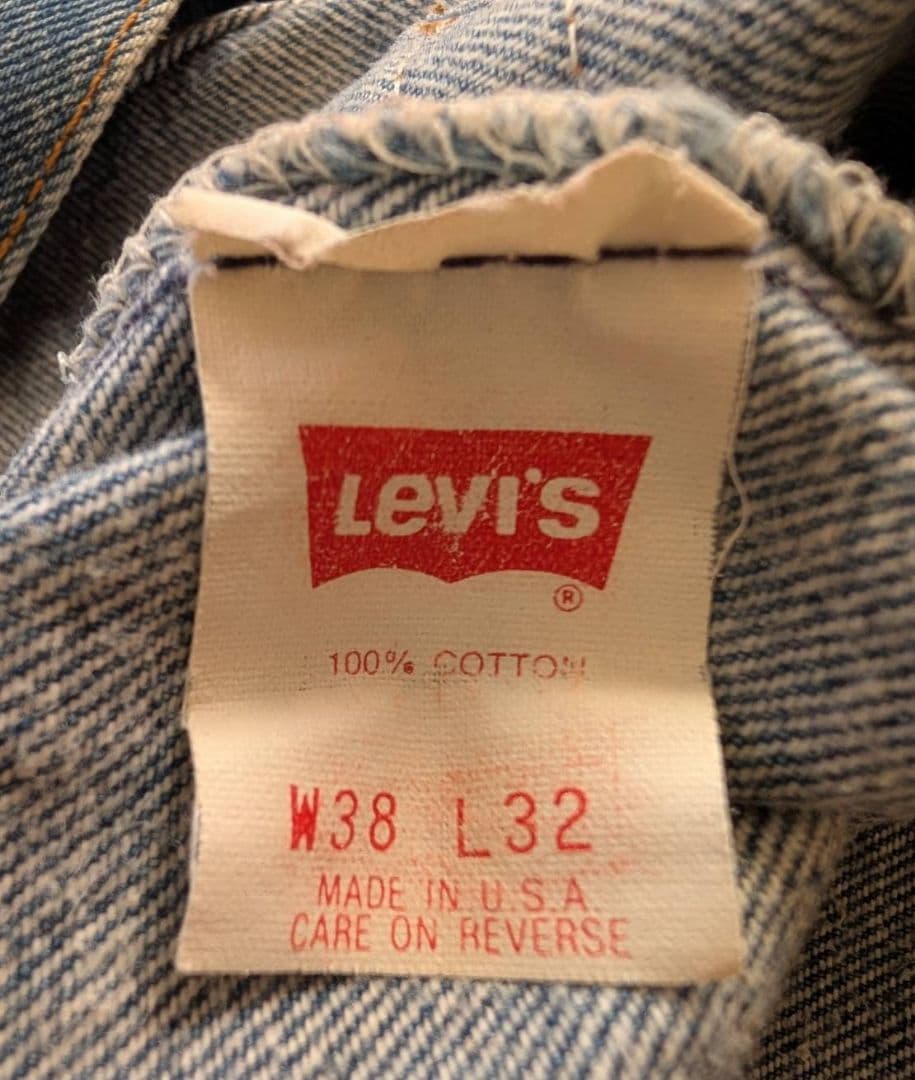 LEVI'S
®
100% COTTON
W38 L32
MADE IN U.S.A.
CARE ON REVERSE